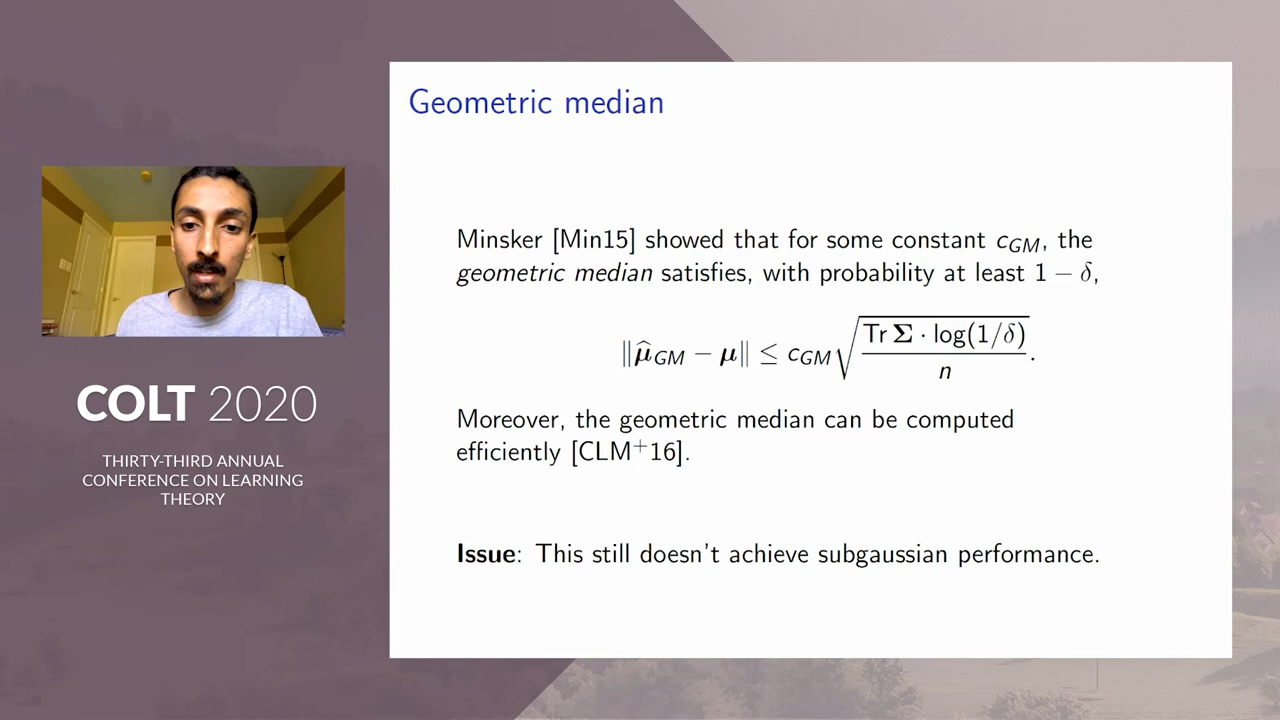 Geometric median
Minsker [Min15] showed that for some constant c_GM, the
geometric median satisfies, with probability at least 1 − δ,
‖μ̂_GM − μ‖ ≤ c_GM √(Tr Σ · log(1/δ) / n).
Moreover, the geometric median can be computed
efficiently [CLM⁺16].
Issue: This still doesn't achieve subgaussian performance.
COLT 2020
THIRTY-THIRD ANNUAL
CONFERENCE ON LEARNING
THEORY